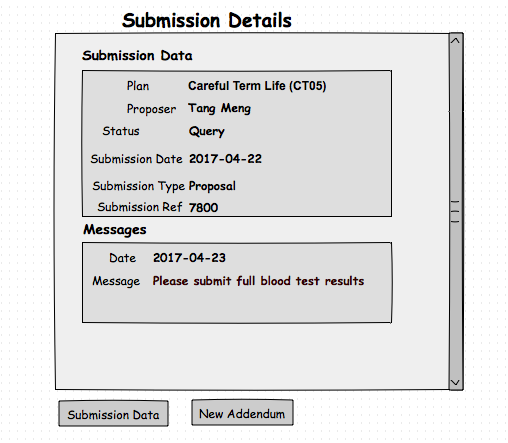 Submission Details
Submission Data
Plan Careful Term Life (CT05)
Proposer Tang Meng
Status Query
Submission Date 2017-04-22
Submission Type Proposal
Submission Ref 7800
Messages
Date 2017-04-23
Message Please submit full blood test results
Submission Data New Addendum